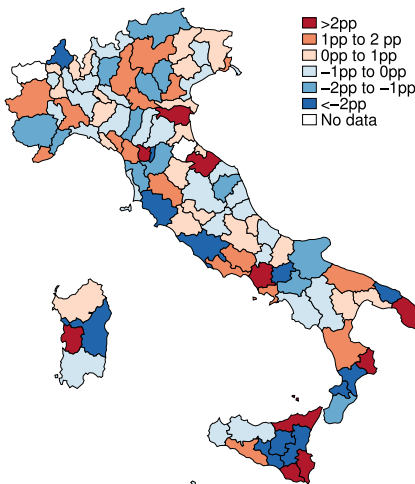 >2pp
1pp to 2 pp
0pp to 1pp
−1pp to 0pp
−2pp to −1pp
<−2pp
No data